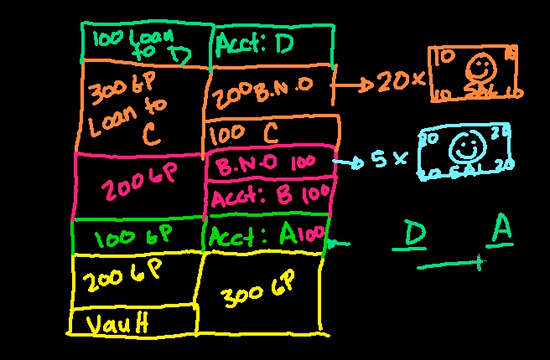 100 Loan to D
Acct: D
300 GP
Loan to
C
200 B.N.O
20 x
10 10
10 SAL 10
100 C
200 GP
B.N.O 100
5 x
20 20
20 SAL 20
Acct: B 100
100 GP
Acct: A 100
D A
200 GP
300 GP
Vault